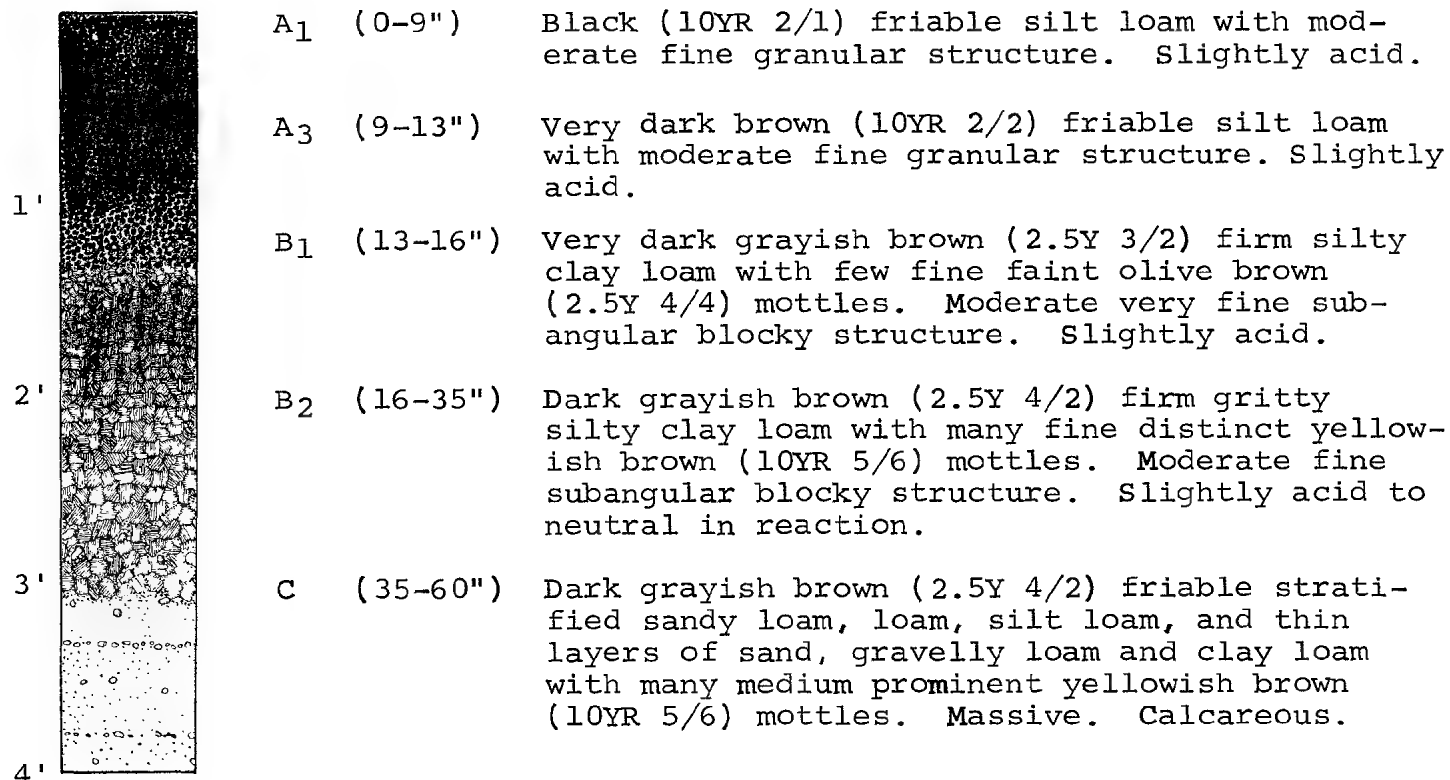 A1 (0-9") Black (10YR 2/1) friable silt loam with mod-
erate fine granular structure. Slightly acid.
A3 (9-13") Very dark brown (10YR 2/2) friable silt loam
with moderate fine granular structure. Slightly
acid.
1'
B1 (13-16") Very dark grayish brown (2.5Y 3/2) firm silty
clay loam with few fine faint olive brown
(2.5Y 4/4) mottles. Moderate very fine sub-
angular blocky structure. Slightly acid.
2'
B2 (16-35") Dark grayish brown (2.5Y 4/2) firm gritty
silty clay loam with many fine distinct yellow-
ish brown (10YR 5/6) mottles. Moderate fine
subangular blocky structure. Slightly acid to
neutral in reaction.
3'
C (35-60") Dark grayish brown (2.5Y 4/2) friable strati-
fied sandy loam, loam, silt loam, and thin
layers of sand, gravelly loam and clay loam
with many medium prominent yellowish brown
(10YR 5/6) mottles. Massive. Calcareous.
4'